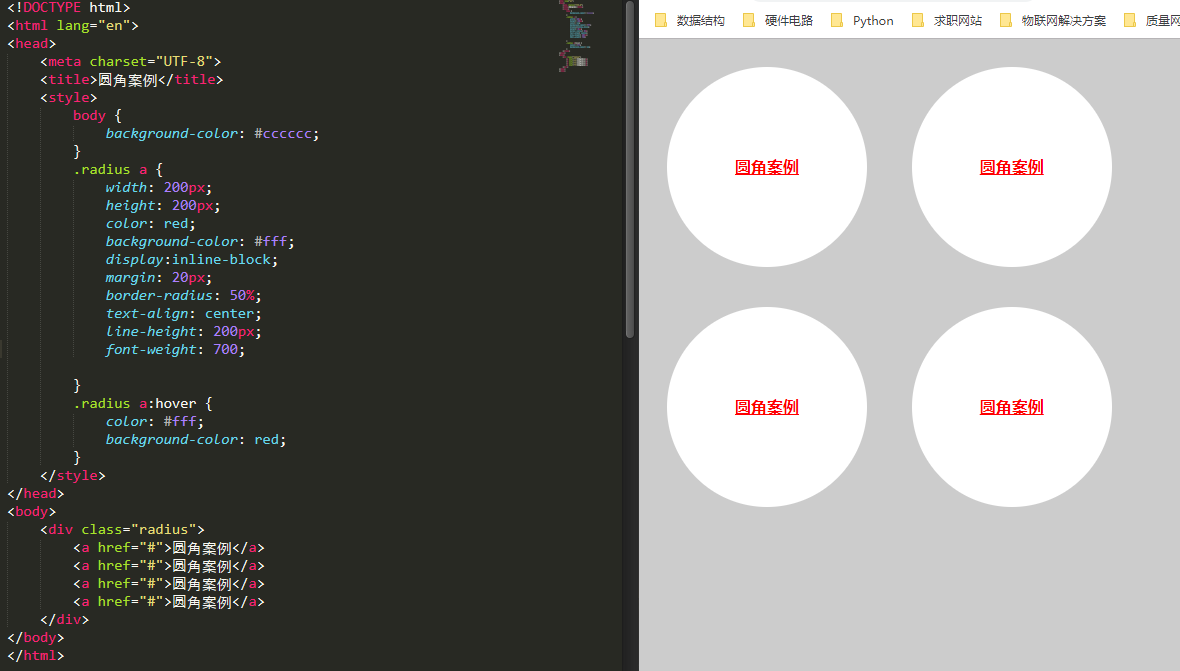 <!DOCTYPE html>
<html lang="en">
<head>
    <meta charset="UTF-8">
    <title>圆角案例</title>
    <style>
        body {
            background-color: #cccccc;
        }
        .radius a {
            width: 200px;
            height: 200px;
            color: red;
            background-color: #fff;
            display:inline-block;
            margin: 20px;
            border-radius: 50%;
            text-align: center;
            line-height: 200px;
            font-weight: 700;

        }
        .radius a:hover {
            color: #fff;
            background-color: red;
        }
    </style>
</head>
<body>
    <div class="radius">
        <a href="#">圆角案例</a>
        <a href="#">圆角案例</a>
        <a href="#">圆角案例</a>
        <a href="#">圆角案例</a>
    </div>
</body>
</html>
数据结构 硬件电路 Python 求职网站 物联网解决方案 质量网
圆角案例 圆角案例
圆角案例 圆角案例